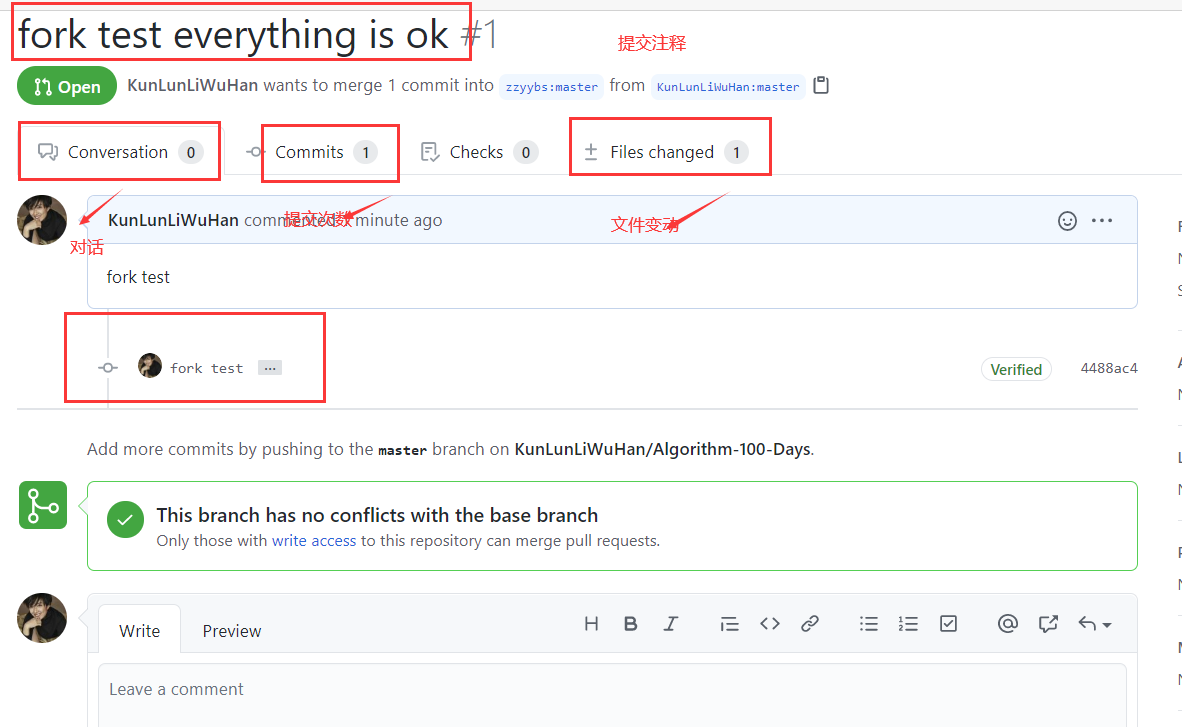 fork test everything is ok #1
提交注释
Open KunLunLiWuHan wants to merge 1 commit into zzyybs:master from KunLunLiWuHan:master
Conversation 0 Commits 1 Checks 0 Files changed 1
KunLunLiWuHan commented minute ago
提交次数
文件变动
对话
fork test
fork test ... Verified 4488ac4
Add more commits by pushing to the master branch on KunLunLiWuHan/Algorithm-100-Days.
This branch has no conflicts with the base branch
Only those with write access to this repository can merge pull requests.
Write Preview
Leave a comment